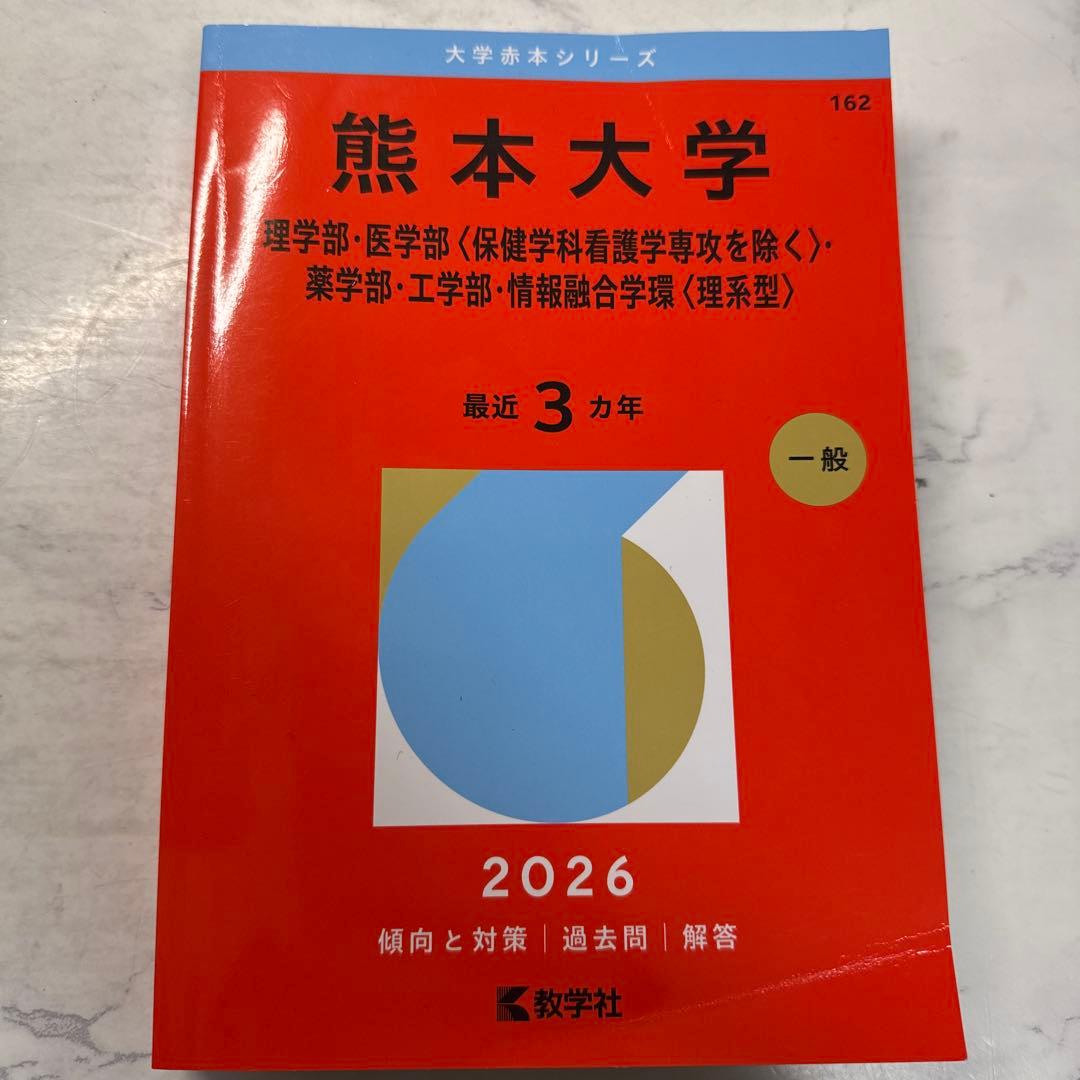 大学赤本シリーズ
162
熊本大学
理学部・医学部〈保健学科看護学専攻を除く〉・
薬学部・工学部・情報融合学環〈理系型〉
最近3カ年
一般
2026
傾向と対策｜過去問｜解答
教学社